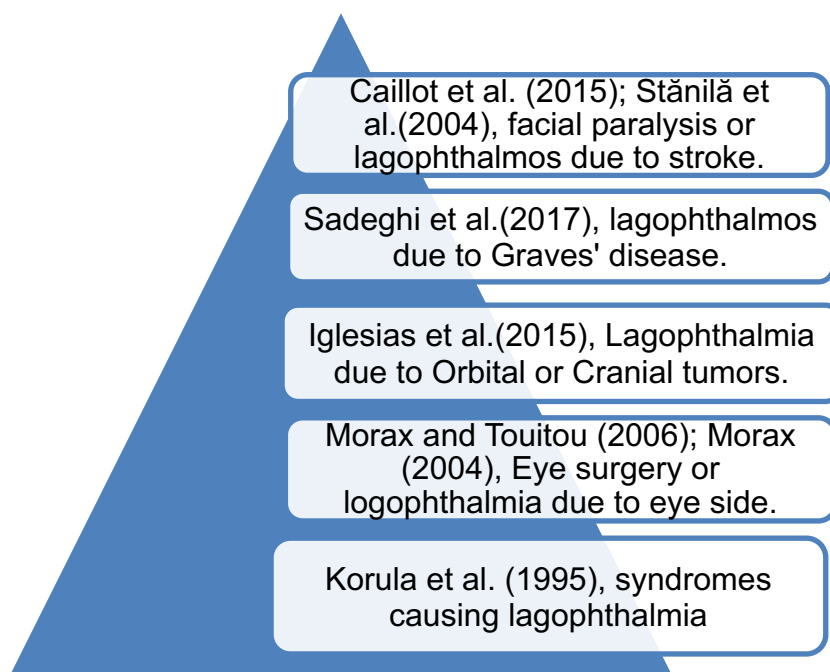 Caillot et al. (2015); Stănilă et
al.(2004), facial paralysis or
lagophthalmos due to stroke.
Sadeghi et al.(2017), lagophthalmos
due to Graves' disease.
Iglesias et al.(2015), Lagophthalmia
due to Orbital or Cranial tumors.
Morax and Touitou (2006); Morax
(2004), Eye surgery or
logophthalmia due to eye side.
Korula et al. (1995), syndromes
causing lagophthalmia